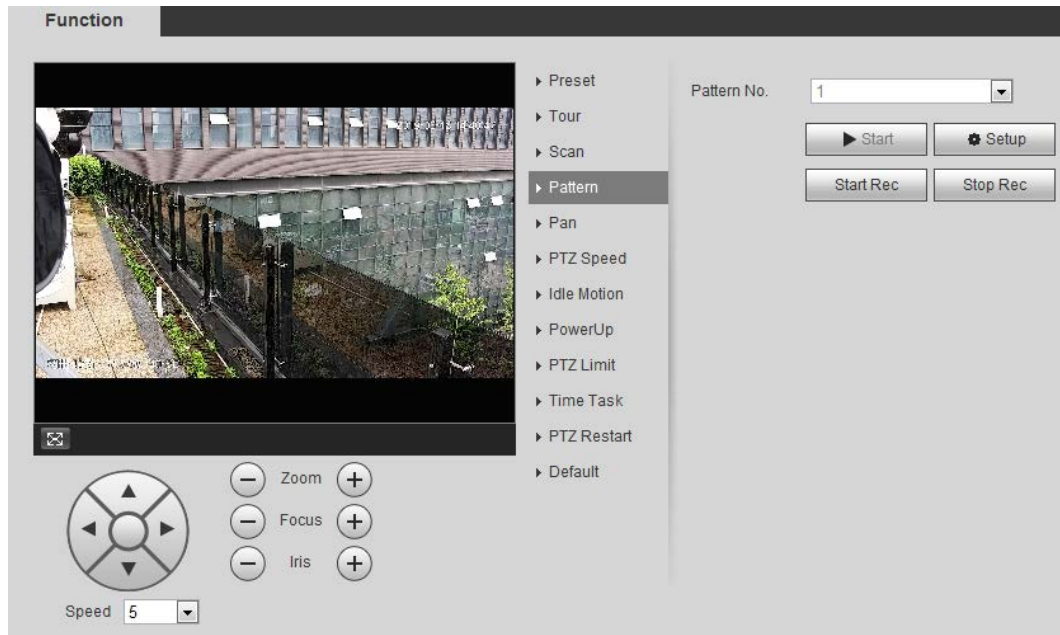 Function
Preset
Tour
Scan
Pattern
Pan
PTZ Speed
Idle Motion
PowerUp
PTZ Limit
Time Task
PTZ Restart
Default
Pattern No. 1
Start Setup
Start Rec Stop Rec
Zoom
Focus
Iris
Speed 5